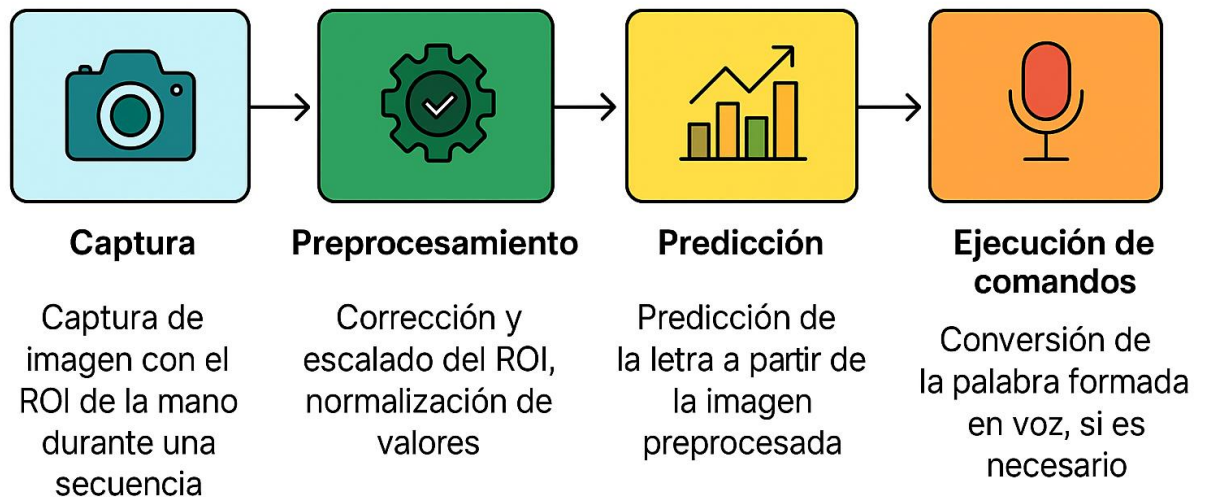 Captura
Captura de
imagen con el
ROI de la mano
durante una
secuencia
Preprocesamiento
Corrección y
escalado del ROI,
normalización de
valores
Predicción
Predicción de
la letra a partir de
la imagen
preprocesada
Ejecución de
comandos
Conversión de
la palabra formada
en voz, si es
necesario